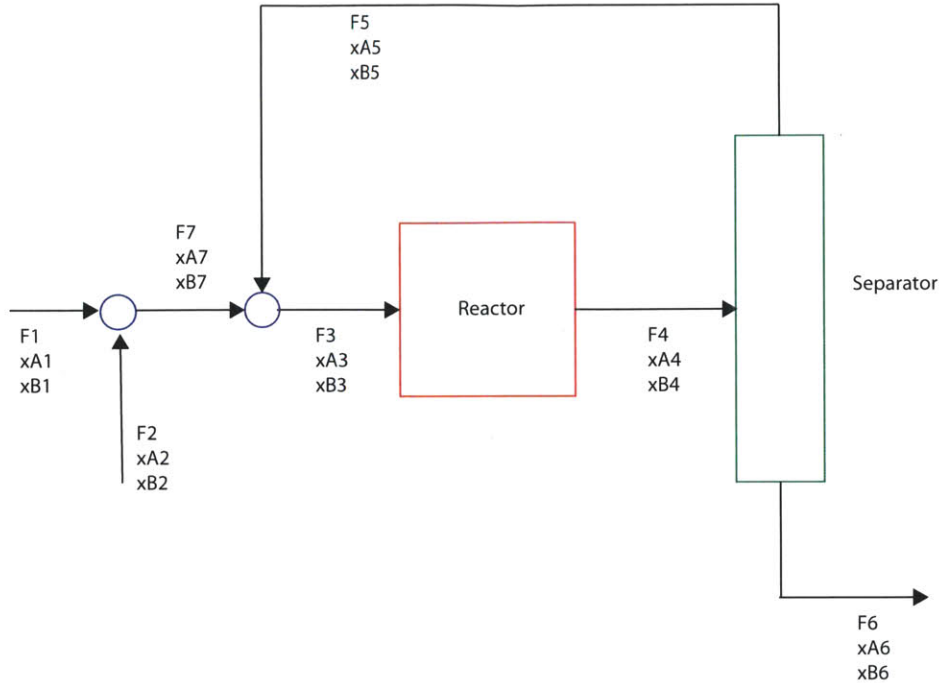 F5
xA5
xB5
F7
xA7
xB7
Separator
Reactor
F1
xA1
xB1
F3
xA3
xB3
F4
xA4
xB4
F2
xA2
xB2
F6
xA6
xB6